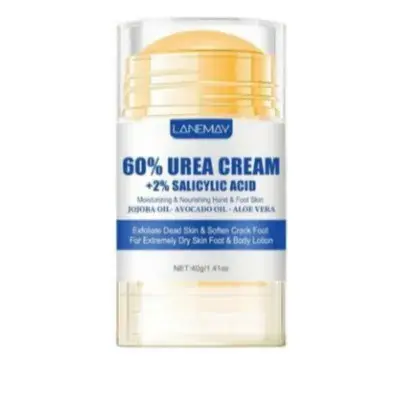 LANEMAY
60% UREA CREAM
+2% SALICYLIC ACID
Moisturizing & Nourishing Hand & Foot Skin
JOJOBA OIL· AVOCADO OIL · ALOE VERA
Exfoliate Dead Skin & Soften Crack Foot
For Extremely Dry Skin Foot & Body Lotion
NET:40g/1.41oz